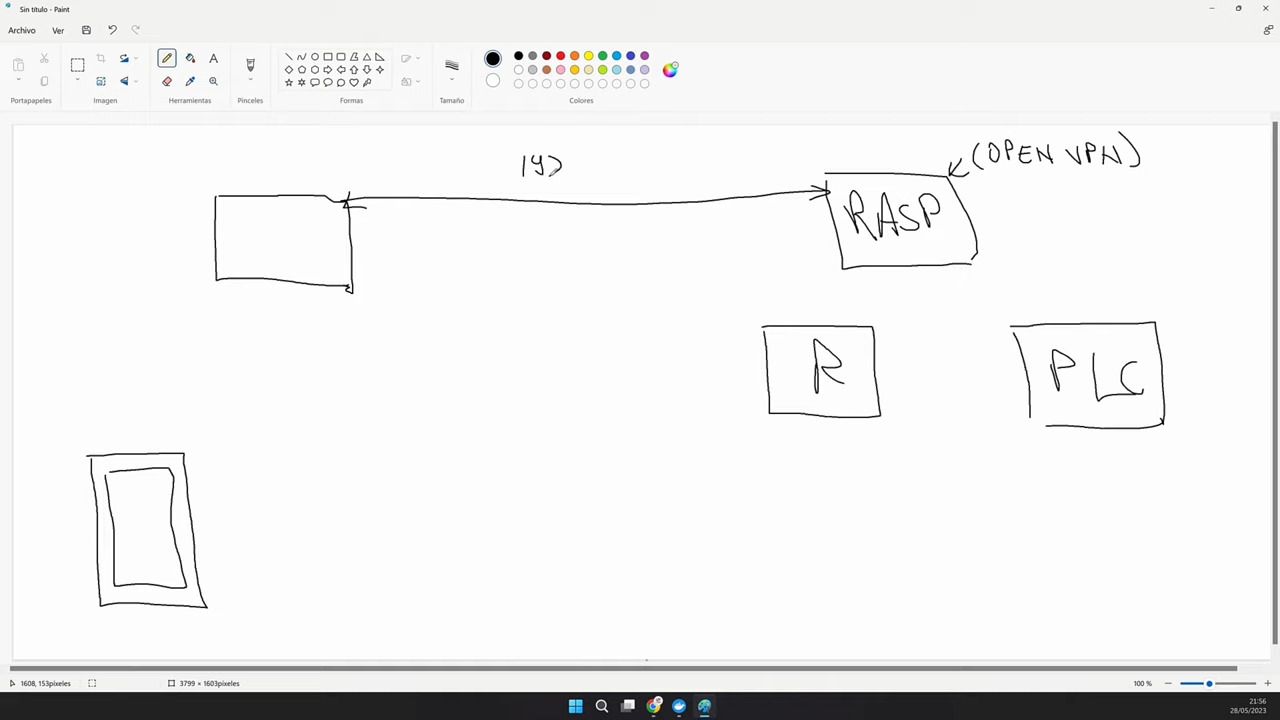 Sin título - Paint
Archivo
Ver
Portapapeles
Imagen
Herramientas
Pinceles
Formas
Tamaño
Colores
192
(OPEN VPN)
RASP
R
PLC
1608, 153píxeles
3799 × 1603píxeles
100 %
21:56
28/05/2023